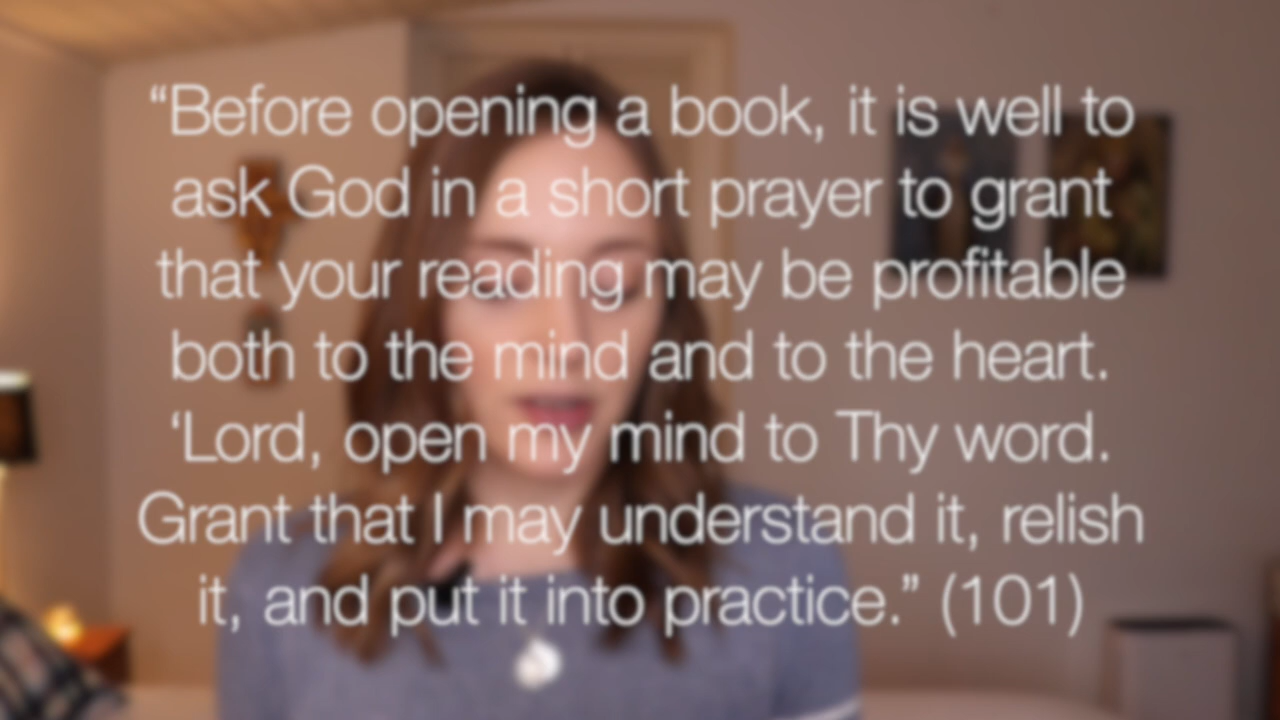 “Before opening a book, it is well to
ask God in a short prayer to grant
that your reading may be profitable
both to the mind and to the heart.
‘Lord, open my mind to Thy word.
Grant that I may understand it, relish
it, and put it into practice.” (101)